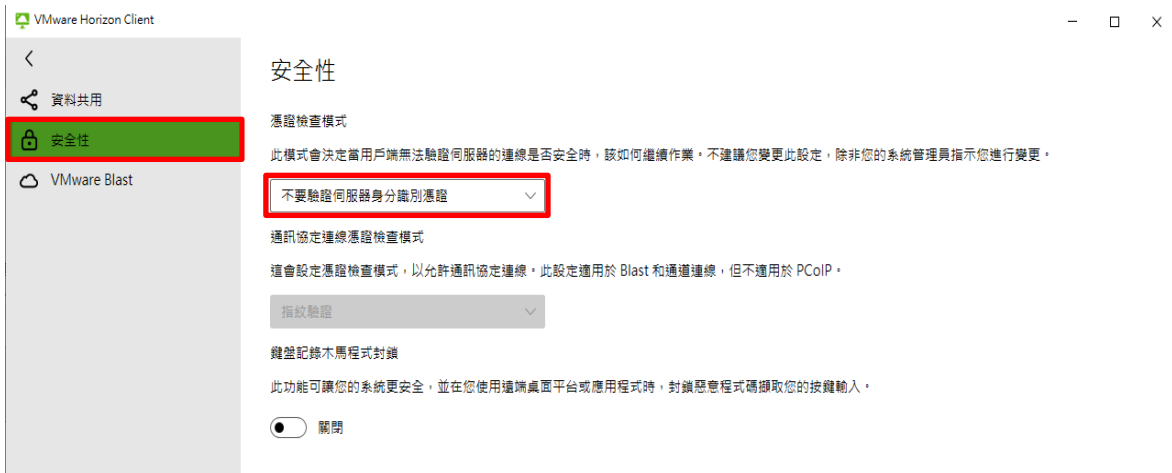 VMware Horizon Client
資料共用
安全性
VMware Blast
安全性
憑證檢查模式
此模式會決定當用戶端無法驗證伺服器的連線是否安全時，該如何繼續作業。不建議您變更此設定，除非您的系統管理員指示您進行變更。
不要驗證伺服器身分識別憑證
通訊協定連線憑證檢查模式
這會設定憑證檢查模式，以允許通訊協定連線。此設定適用於 Blast 和通道連線，但不適用於 PCoIP。
指紋驗證
鍵盤記錄木馬程式封鎖
此功能可讓您的系統更安全，並在您使用遠端桌面平台或應用程式時，封鎖惡意程式碼擷取您的按鍵輸入。
關閉